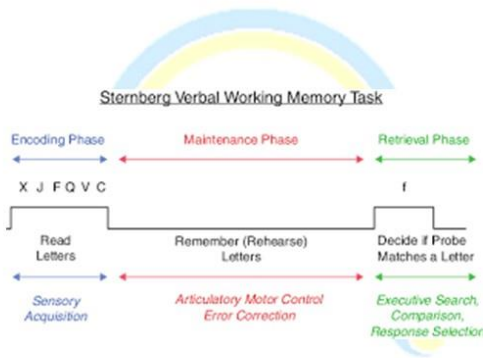 Sternberg Verbal Working Memory Task
Encoding Phase Maintenance Phase Retrieval Phase
X J F Q V C f
Read Letters
Remember (Rehearse) Letters
Decide if Probe Matches a Letter
Sensory Acquisition
Articulatory Motor Control Error Correction
Executive Search, Comparison, Response Selection